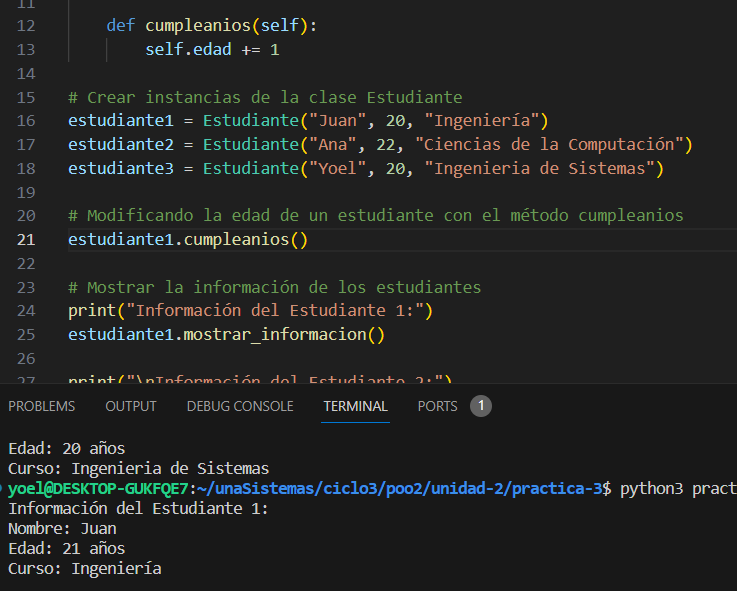 11
12 def cumpleanios(self):
13 self.edad += 1
14
15 # Crear instancias de la clase Estudiante
16 estudiante1 = Estudiante("Juan", 20, "Ingeniería")
17 estudiante2 = Estudiante("Ana", 22, "Ciencias de la Computación")
18 estudiante3 = Estudiante("Yoel", 20, "Ingenieria de Sistemas")
19
20 # Modificando la edad de un estudiante con el método cumpleanios
21 estudiante1.cumpleanios()
22
23 # Mostrar la información de los estudiantes
24 print("Información del Estudiante 1:")
25 estudiante1.mostrar_informacion()
26
27 print("\nInformación del Estudiante 2:")
PROBLEMS OUTPUT DEBUG CONSOLE TERMINAL PORTS 1
Edad: 20 años
Curso: Ingenieria de Sistemas
yoel@DESKTOP-GUKFQE7:~/unaSistemas/ciclo3/poo2/unidad-2/practica-3$ python3 pract
Información del Estudiante 1:
Nombre: Juan
Edad: 21 años
Curso: Ingeniería